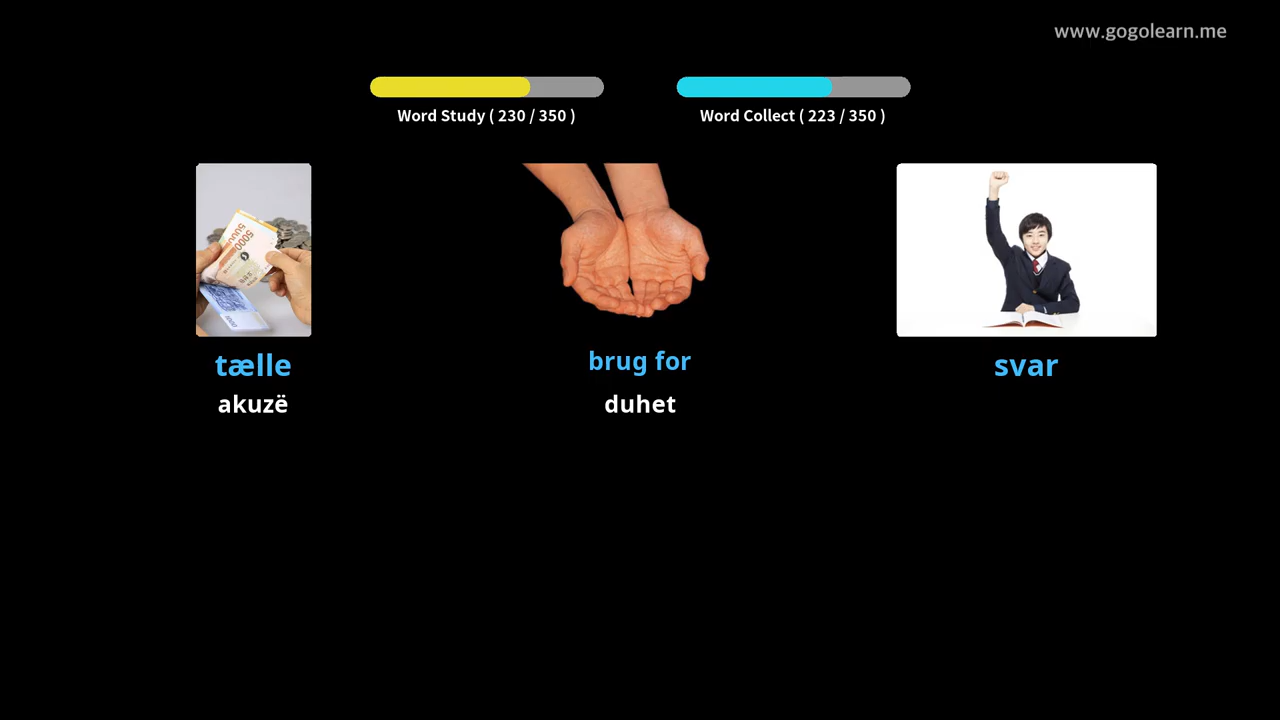 www.gogolearn.me
Word Study ( 230 / 350 )
Word Collect ( 223 / 350 )
tælle
brug for
svar
akuzë
duhet